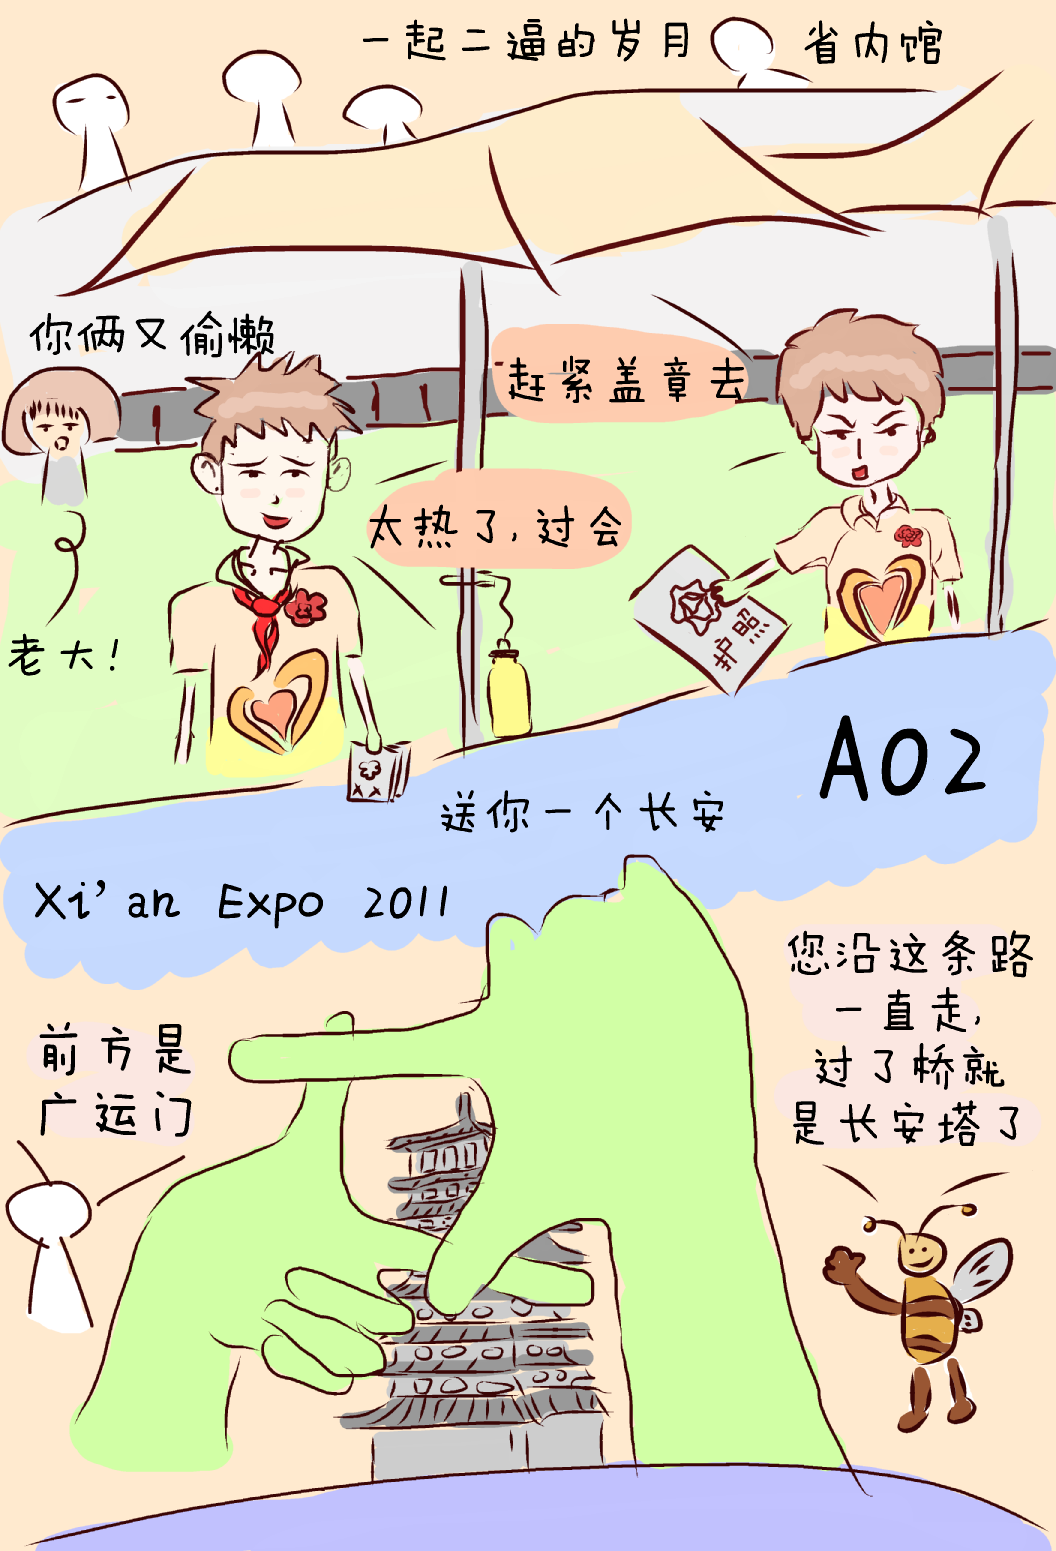 一起二逼的岁月 省内馆
你俩又偷懒
赶紧盖章去
太热了,过会
老大!
护照
A02
送你一个长安
Xi'an Expo 2011
前方是
广运门
您沿这条路
一直走,
过了桥就
是长安塔了